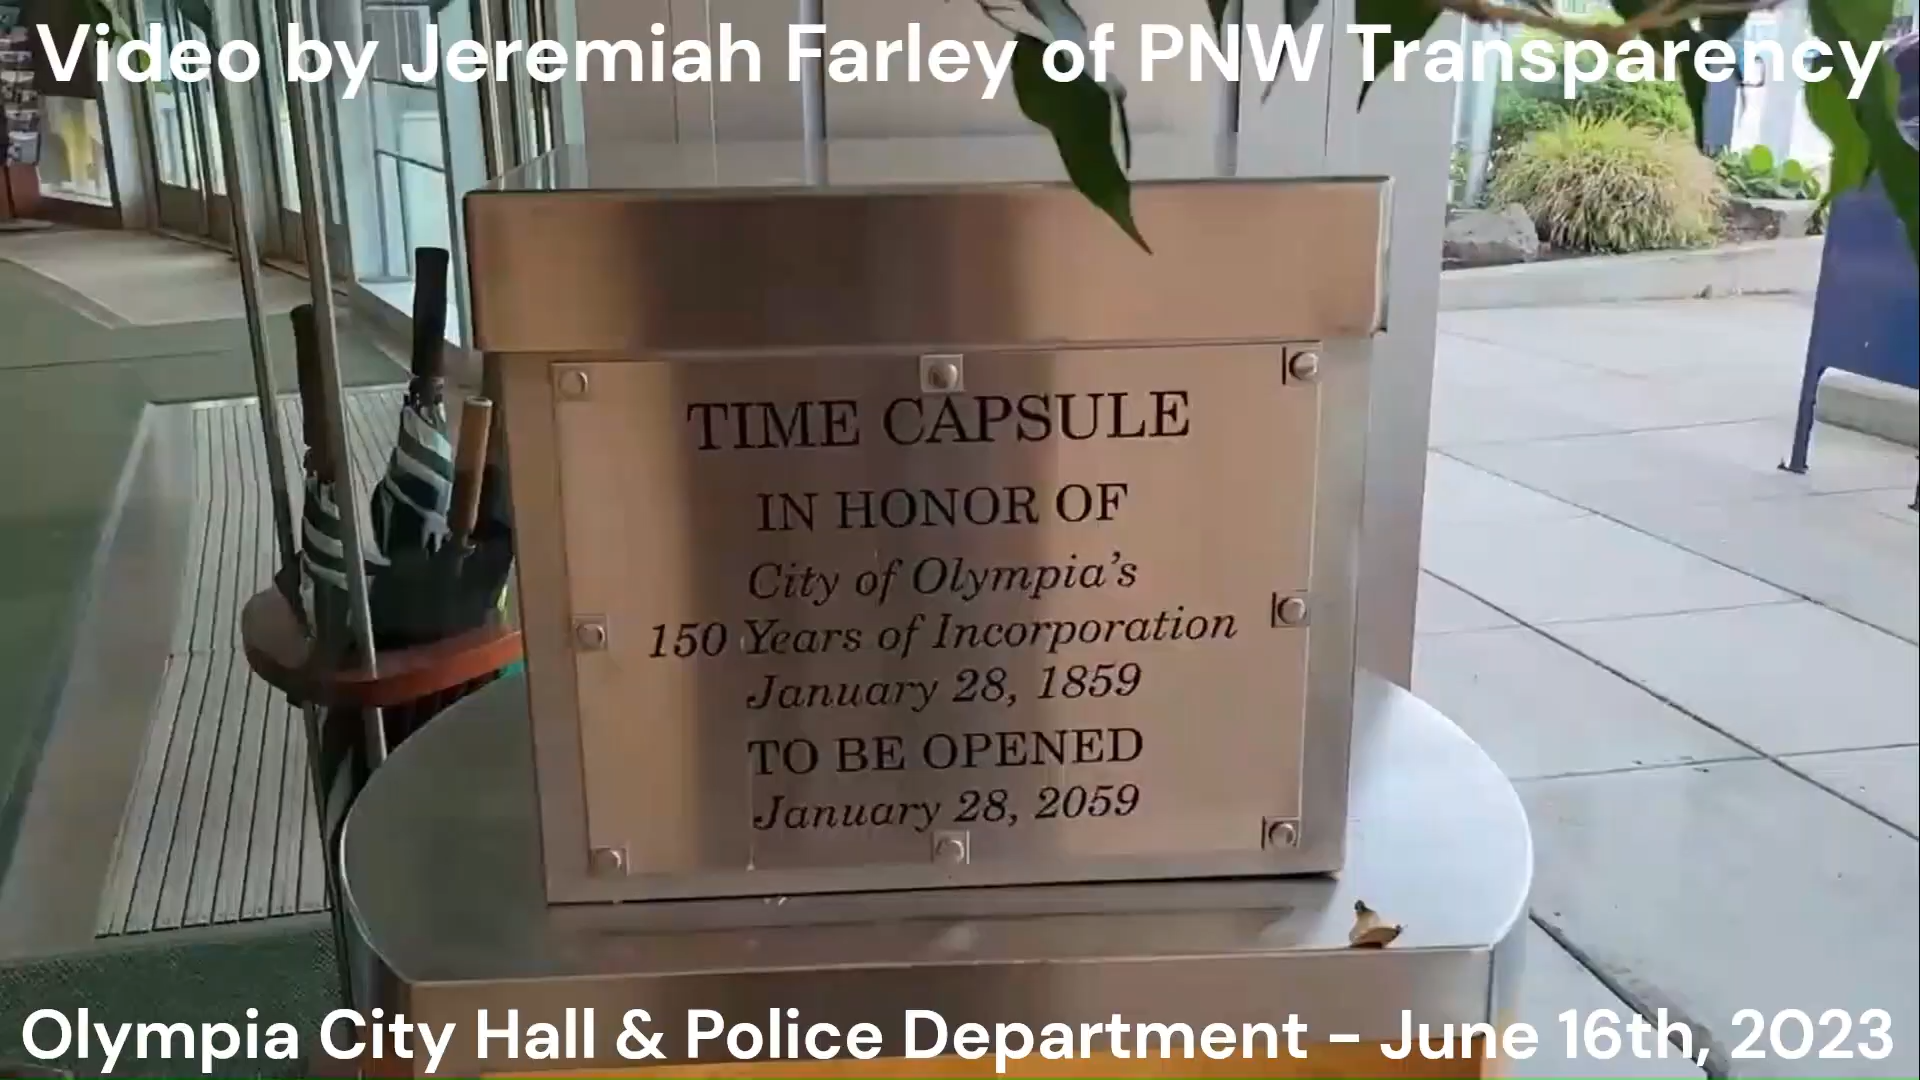 Video by Jeremiah Farley of PNW Transparency
TIME CAPSULE
IN HONOR OF
City of Olympia's
150 Years of Incorporation
January 28, 1859
TO BE OPENED
January 28, 2059
Olympia City Hall & Police Department - June 16th, 2023